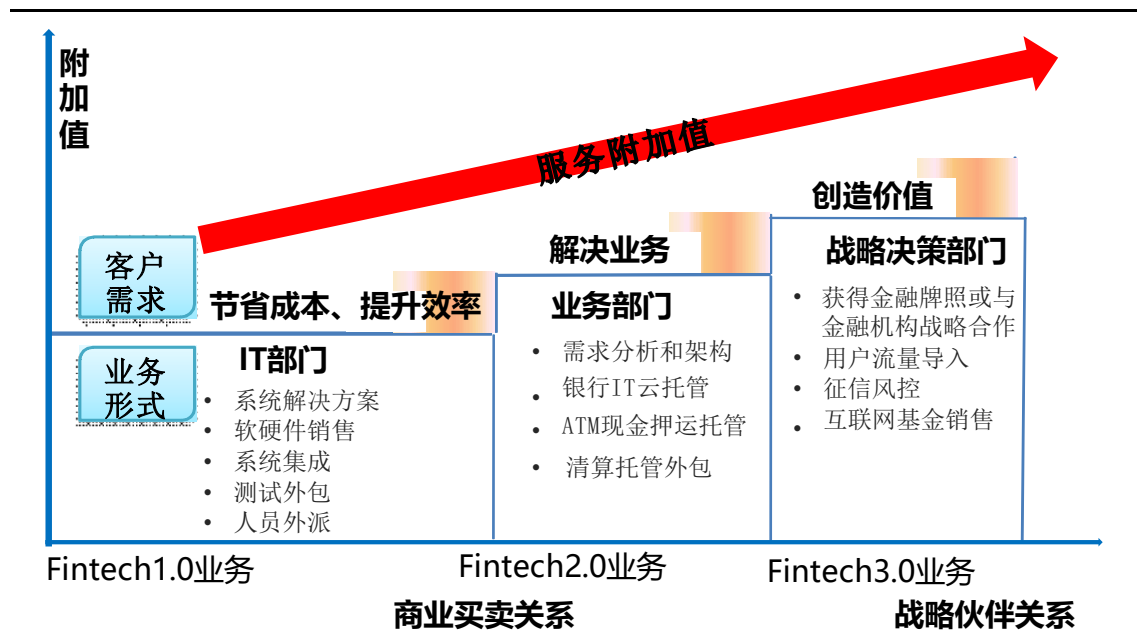 附
加
值
服务附加值
创造价值
解决业务
战略决策部门
客户
需求
节省成本、提升效率
业务部门
• 获得金融牌照或与
金融机构战略合作
• 用户流量导入
• 征信风控
• 互联网基金销售
业务
形式
IT部门
• 需求分析和架构
• 银行IT云托管
• ATM现金押运托管
• 清算托管外包
• 系统解决方案
• 软硬件销售
• 系统集成
• 测试外包
• 人员外派
Fintech1.0业务
Fintech2.0业务
Fintech3.0业务
商业买卖关系
战略伙伴关系